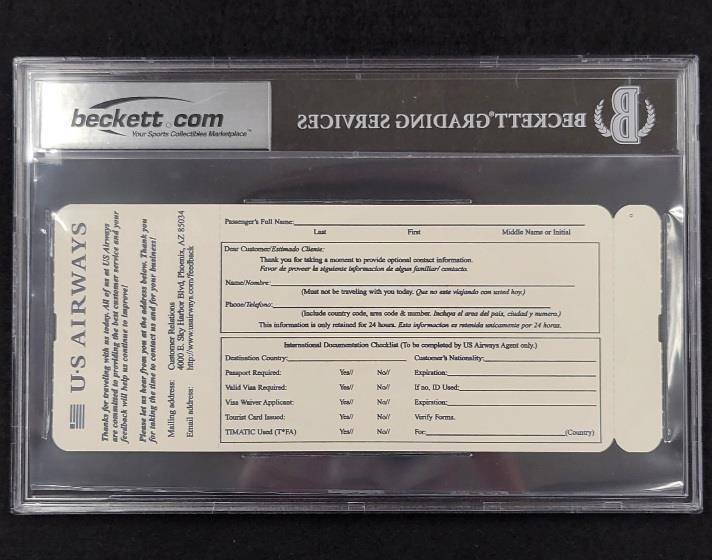 beckett.com
Your Sports Collectibles Marketplace™
BECKETT® GRADING SERVICES
B
U·S AIRWAYS
Thanks for traveling with us today. All of us at US Airways
are committed to providing the best customer service and your
feedback will help us continue to improve!
Please let us hear from you at the address below. Thank you
for taking the time to contact us and for your business!
Mailing address: Customer Relations
4000 E. Sky Harbor Blvd, Phoenix, AZ 85034
Email address: http://www.usairways.com/feedback
Passenger's Full Name:
Last First Middle Name or Initial
Dear Customer/Estimado Cliente:
Thank you for taking a moment to provide optional contact information.
Favor de proveer la siguiente informacion de algun familiar/ contacto.
Name/Nombre:
(Must not be traveling with you today. Que no este viajando con usted hoy.)
Phone/Telefono:
(Include country code, area code & number. Incluya el area del pais, ciudad y numero.)
This information is only retained for 24 hours. Esta informacion es retenida unicamente por 24 horas.
International Documentation Checklist (To be completed by US Airways Agent only.)
Destination Country: Customer's Nationality:
Passport Required: Yes// No// Expiration:
Valid Visa Required: Yes// No// If no, ID Used:
Visa Waiver Applicant: Yes// No// Expiration:
Tourist Card Issued: Yes// No// Verify Forms.
TIMATIC Used (T*FA) Yes// No// For: (Country)